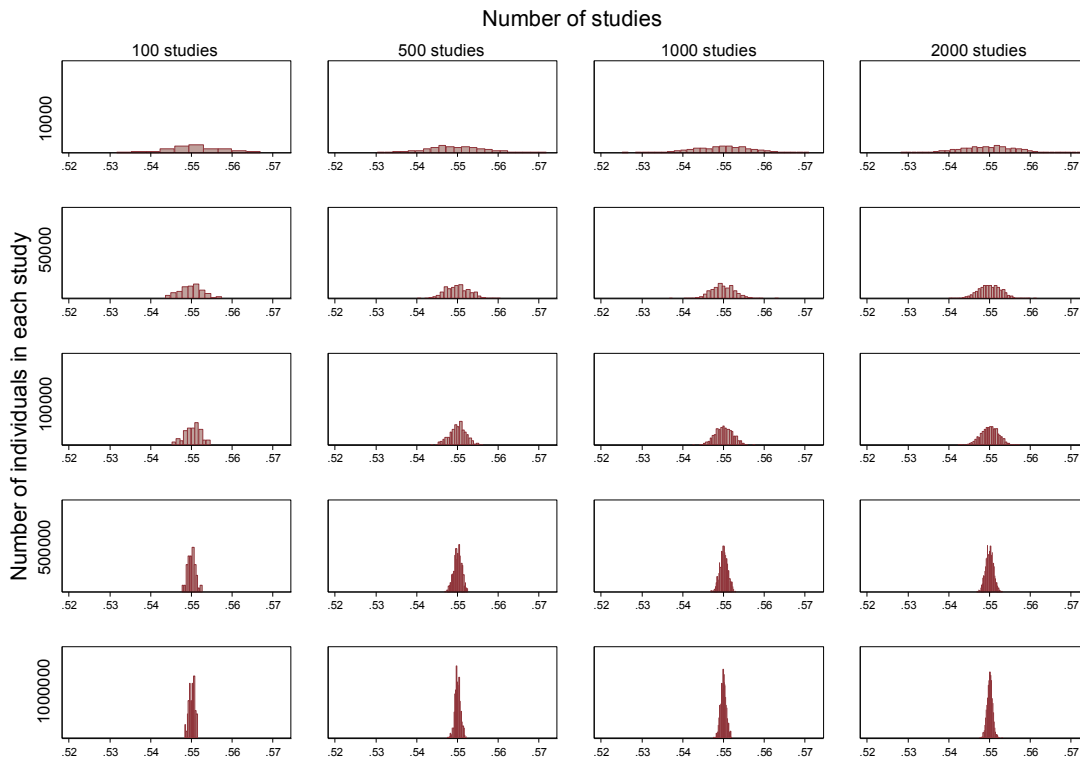 Number of studies
100 studies 500 studies 1000 studies 2000 studies
Number of individuals in each study
10000
.52 .53 .54 .55 .56 .57 .52 .53 .54 .55 .56 .57 .52 .53 .54 .55 .56 .57 .52 .53 .54 .55 .56 .57
50000
.52 .53 .54 .55 .56 .57 .52 .53 .54 .55 .56 .57 .52 .53 .54 .55 .56 .57 .52 .53 .54 .55 .56 .57
100000
.52 .53 .54 .55 .56 .57 .52 .53 .54 .55 .56 .57 .52 .53 .54 .55 .56 .57 .52 .53 .54 .55 .56 .57
500000
.52 .53 .54 .55 .56 .57 .52 .53 .54 .55 .56 .57 .52 .53 .54 .55 .56 .57 .52 .53 .54 .55 .56 .57
1000000
.52 .53 .54 .55 .56 .57 .52 .53 .54 .55 .56 .57 .52 .53 .54 .55 .56 .57 .52 .53 .54 .55 .56 .57